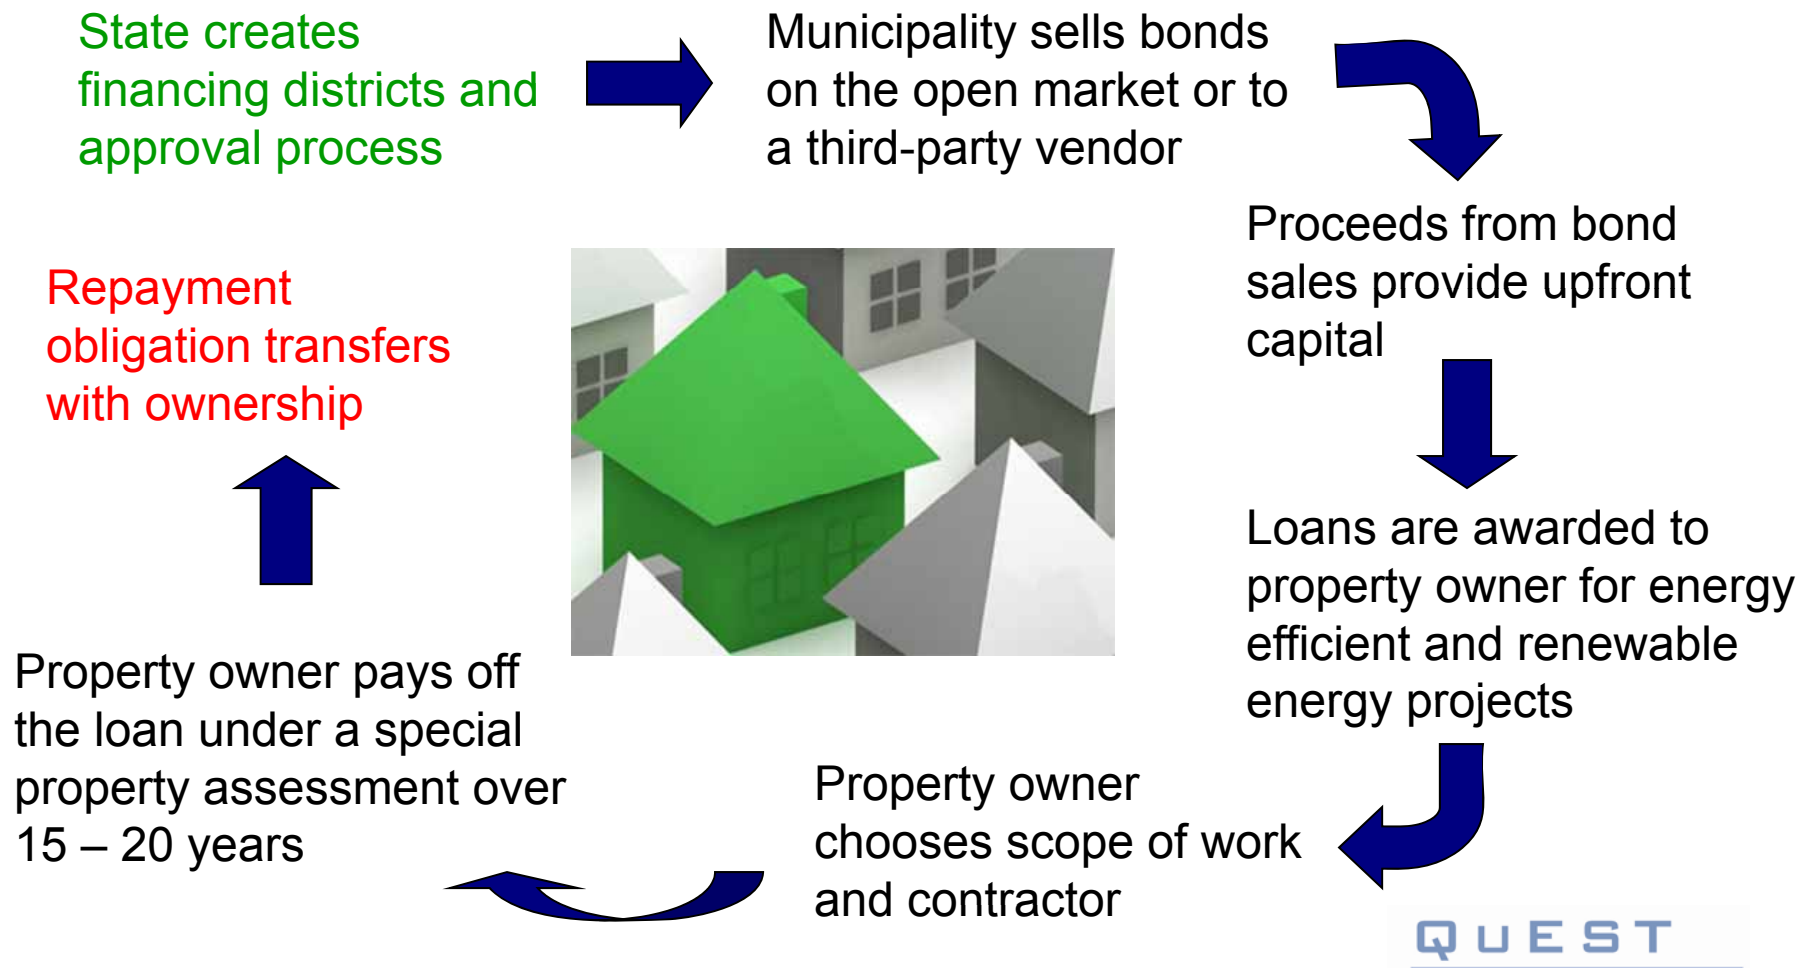 State creates
financing districts and
approval process
Municipality sells bonds
on the open market or to
a third-party vendor
Proceeds from bond
sales provide upfront
capital
Loans are awarded to
property owner for energy
efficient and renewable
energy projects
Property owner
chooses scope of work
and contractor
Property owner pays off
the loan under a special
property assessment over
15 – 20 years
Repayment
obligation transfers
with ownership
QuEST